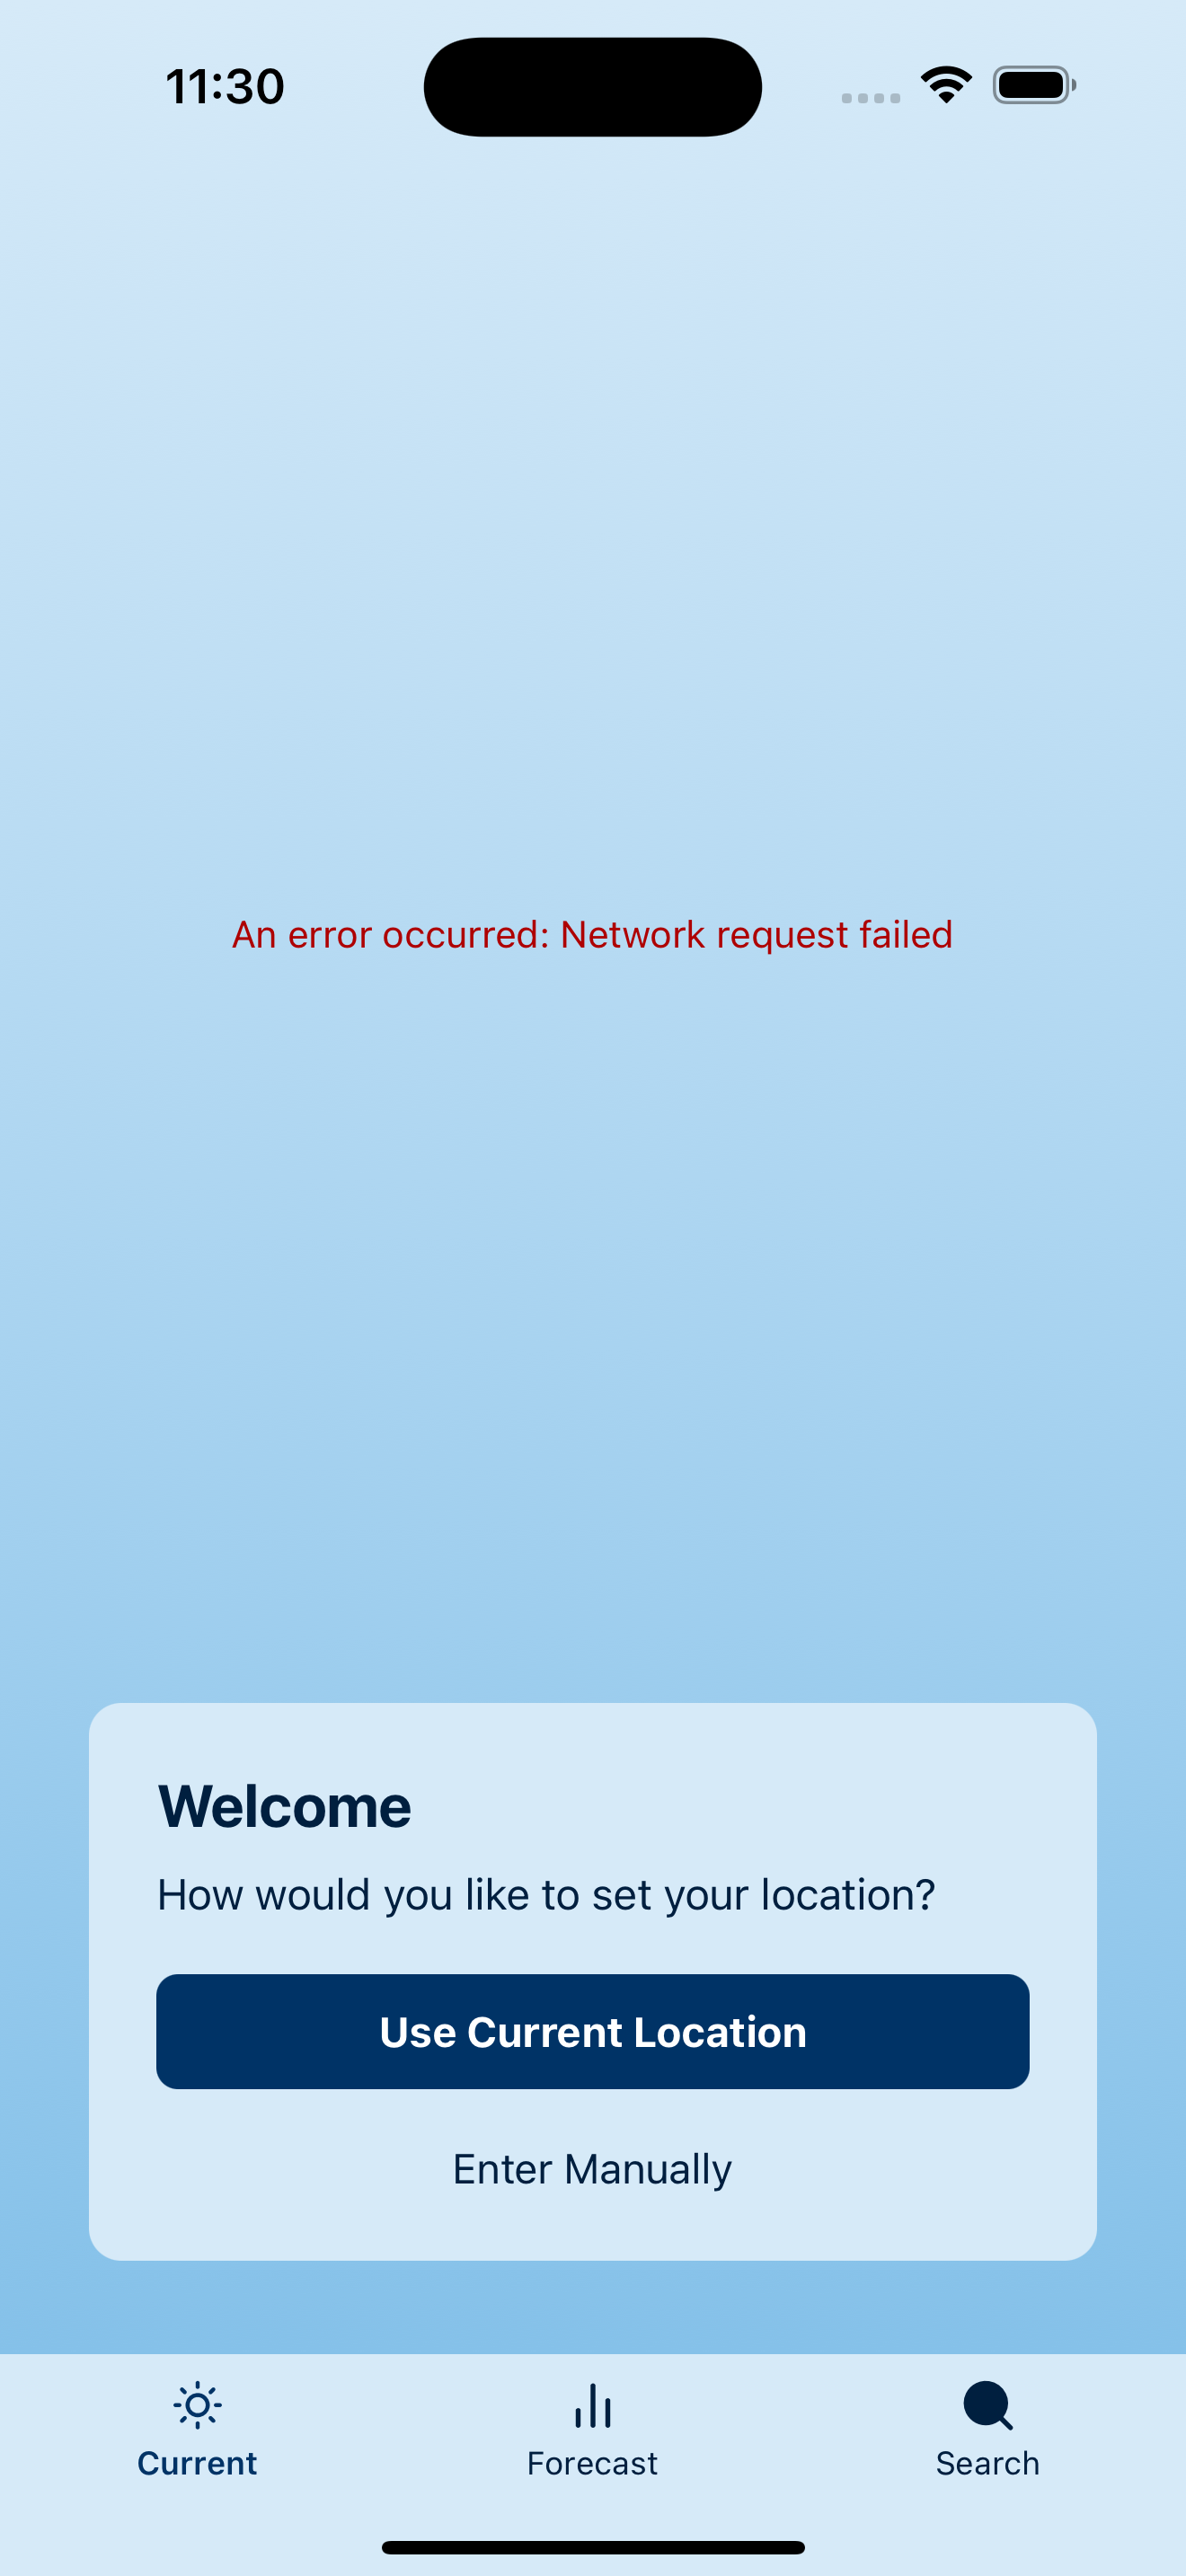 11:30
An error occurred: Network request failed
Welcome
How would you like to set your location?
Use Current Location
Enter Manually
Current
Forecast
Search